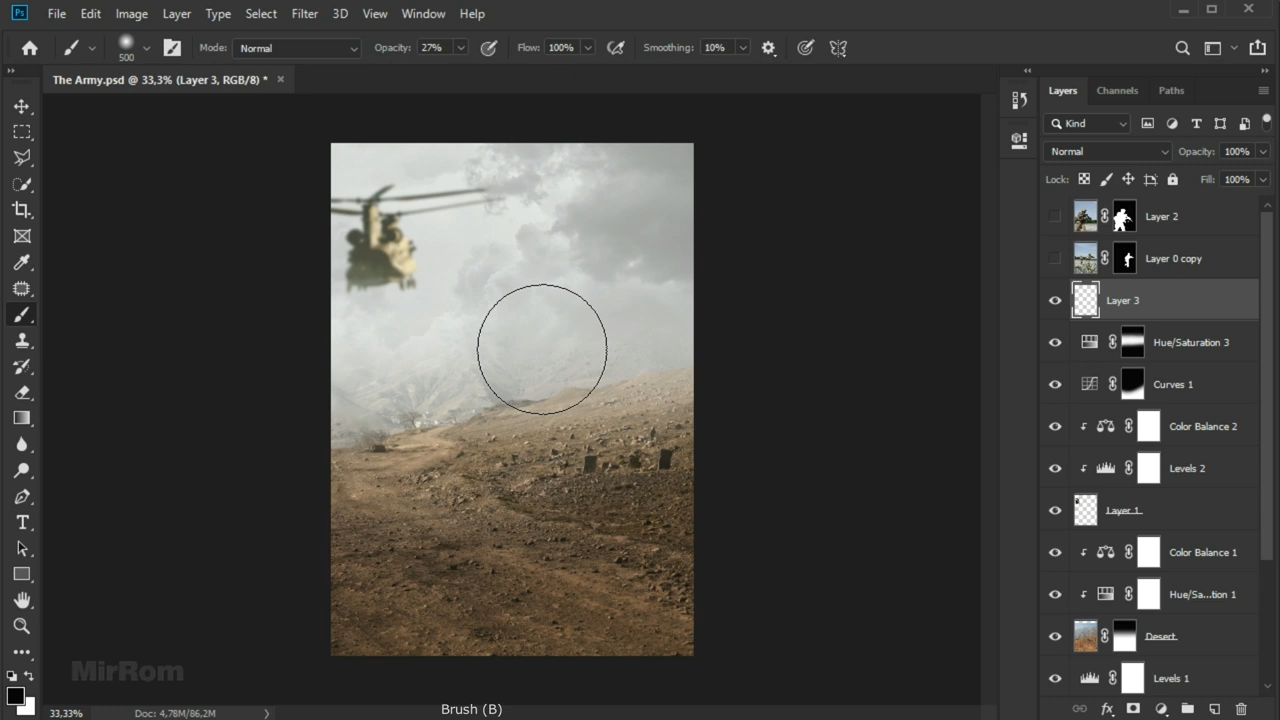 Ps File Edit Image Layer Type Select Filter 3D View Window Help
500 Mode: Normal Opacity: 27% Flow: 100% Smoothing: 10%
The Army.psd @ 33,3% (Layer 3, RGB/8) *
Layers Channels Paths
Kind
Normal Opacity: 100%
Lock: Fill: 100%
Layer 2
Layer 0 copy
Layer 3
Hue/Saturation 3
Curves 1
Color Balance 2
Levels 2
Layer 1
Color Balance 1
Hue/Sa...tion 1
Desert
Levels 1
MirRom
33,33% Doc: 4,78M/86,2M
Brush (B)